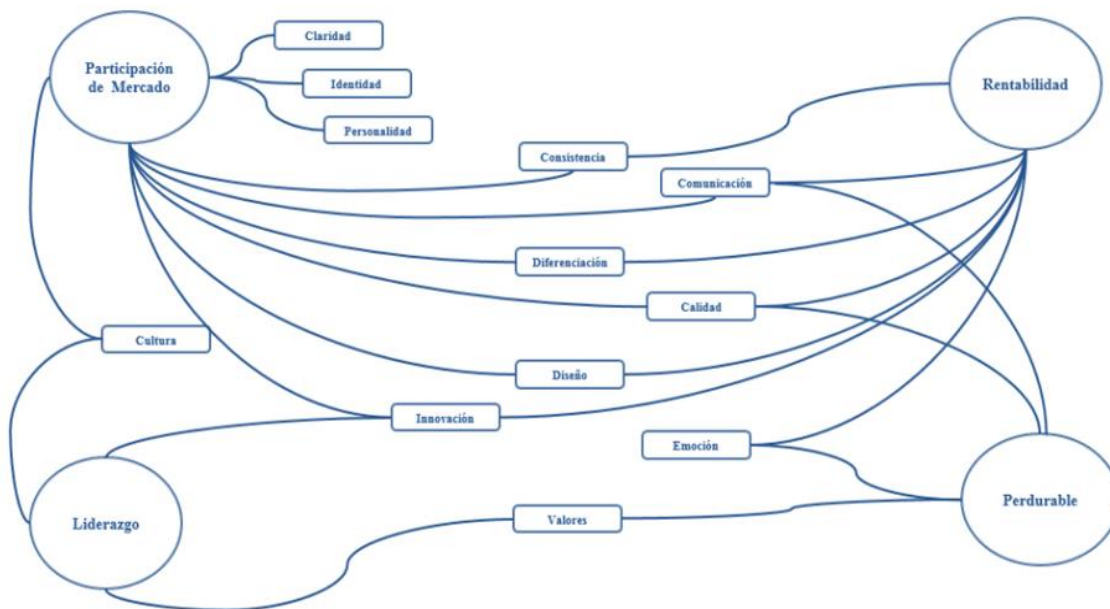 Participación
de Mercado
Claridad
Identidad
Personalidad
Rentabilidad
Consistencia
Comunicación
Diferenciación
Calidad
Cultura
Diseño
Innovación
Emoción
Liderazgo
Valores
Perdurable